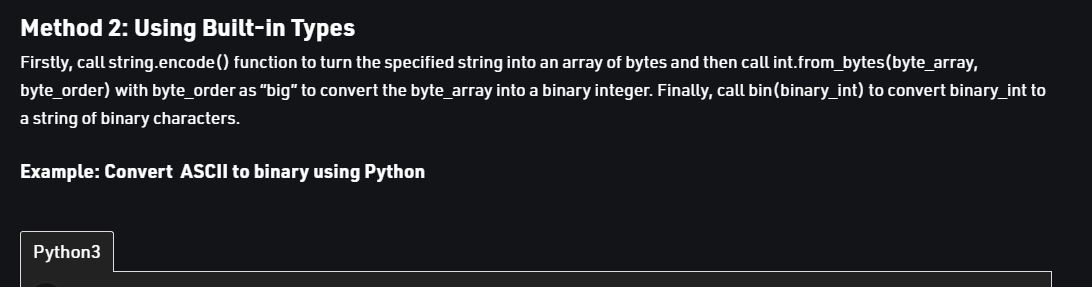 Method 2: Using Built-in Types
Firstly, call string.encode() function to turn the specified string into an array of bytes and then call int.from_bytes(byte_array,
byte_order) with byte_order as “big” to convert the byte_array into a binary integer. Finally, call bin(binary_int) to convert binary_int to
a string of binary characters.
Example: Convert  ASCII to binary using Python
Python3